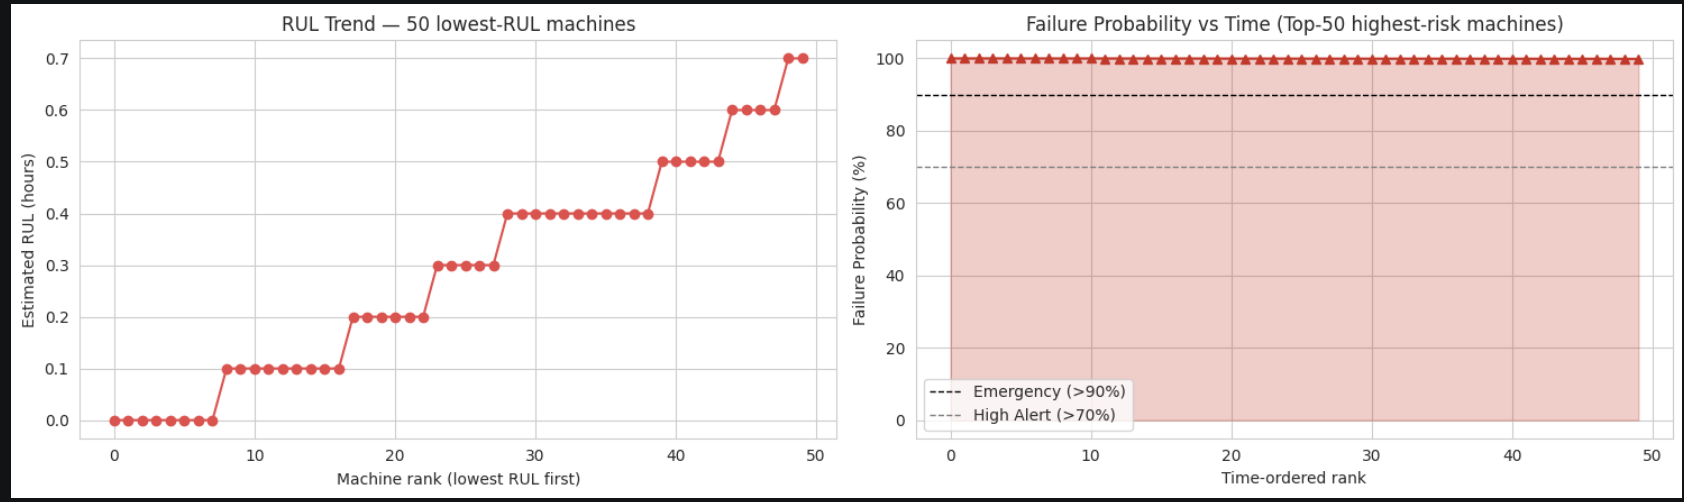 RUL Trend — 50 lowest-RUL machines
Estimated RUL (hours)
0.7
0.6
0.5
0.4
0.3
0.2
0.1
0.0
0 10 20 30 40 50
Machine rank (lowest RUL first)
Failure Probability vs Time (Top-50 highest-risk machines)
Failure Probability (%)
100
80
60
40
20
0
Emergency (>90%)
High Alert (>70%)
0 10 20 30 40 50
Time-ordered rank